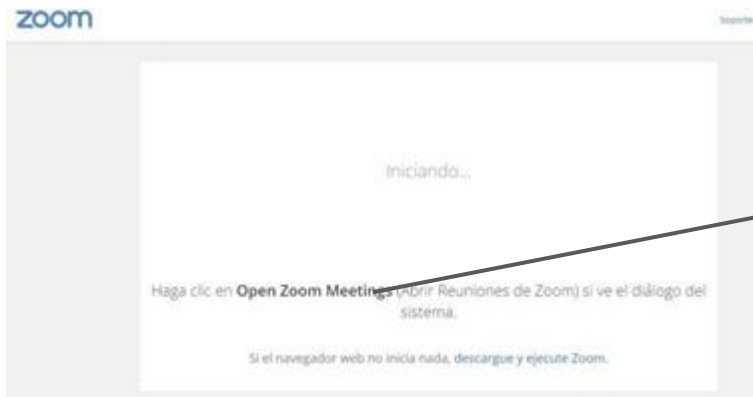 zoom
Soporte
Iniciando...
Haga clic en Open Zoom Meetings (Abrir Reuniones de Zoom) si ve el diálogo del
sistema.
Si el navegador web no inicia nada, descargue y ejecute Zoom.